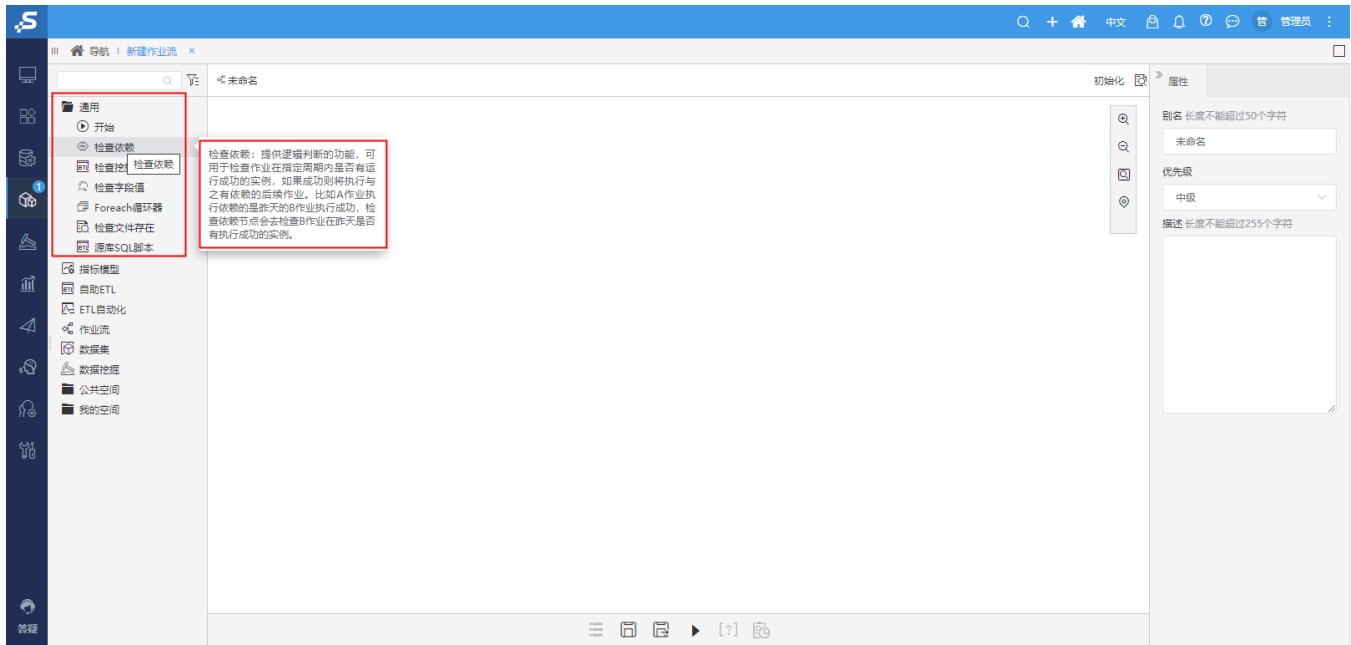 中文
管 管理员
导航 新建作业流 ×
未命名
初始化
属性
通用
开始
检查依赖
检查挖
检查依赖
检查字段值
Foreach循环器
检查文件存在
源库SQL脚本
指标模型
自助ETL
ETL自动化
作业流
数据集
数据挖掘
公共空间
我的空间
检查依赖：提供逻辑判断的功能，可
用于检查作业在指定周期内是否有运
行成功的实例，如果成功则将执行与
之有依赖的后续作业。比如A作业执
行依赖的是昨天的B作业执行成功，检
查依赖节点会去检查B作业在昨天是否
有执行成功的实例。
别名 长度不能超过50个字符
未命名
优先级
中级
描述 长度不能超过255个字符
1
答疑
[?]